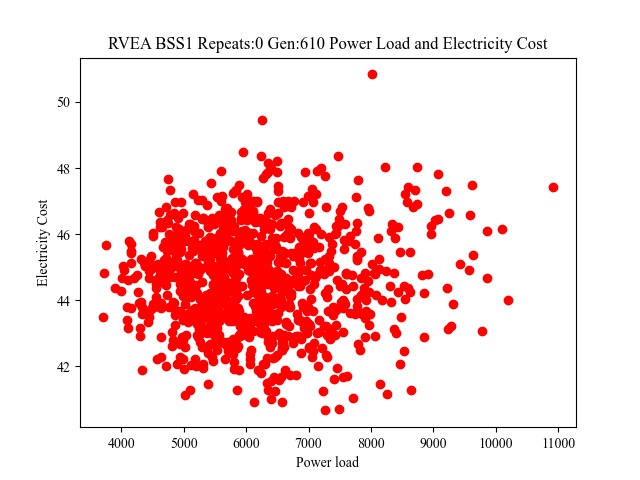 RVEA BSS1 Repeats:0 Gen:610 Power Load and Electricity Cost
50
48
46
44
42
Electricity Cost
4000 5000 6000 7000 8000 9000 10000 11000
Power load